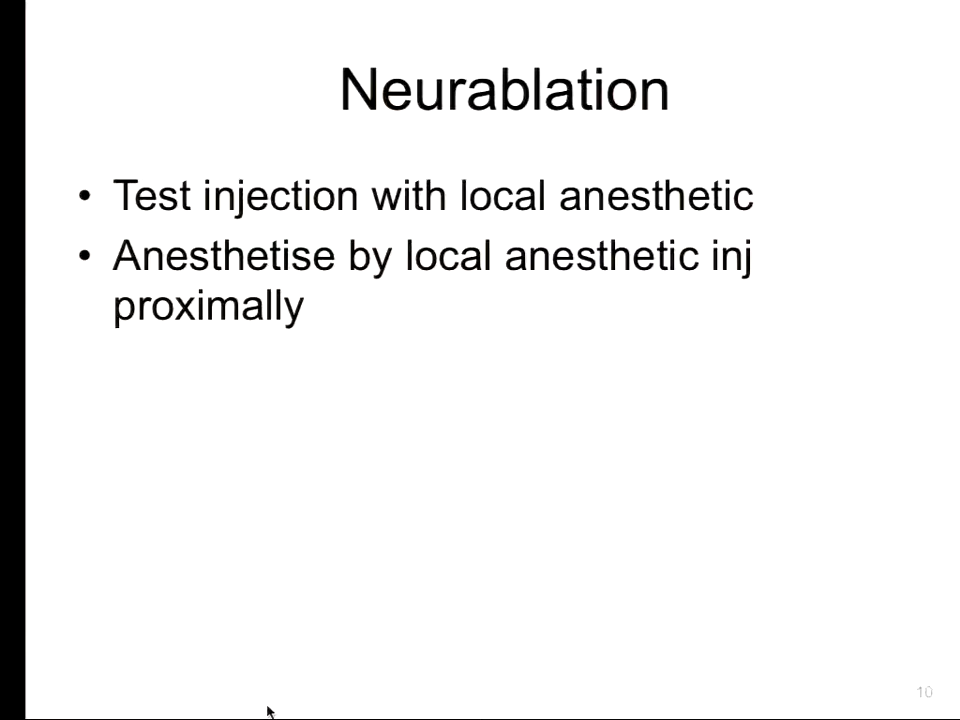 Neurablation
• Test injection with local anesthetic
• Anesthetise by local anesthetic inj
proximally
10